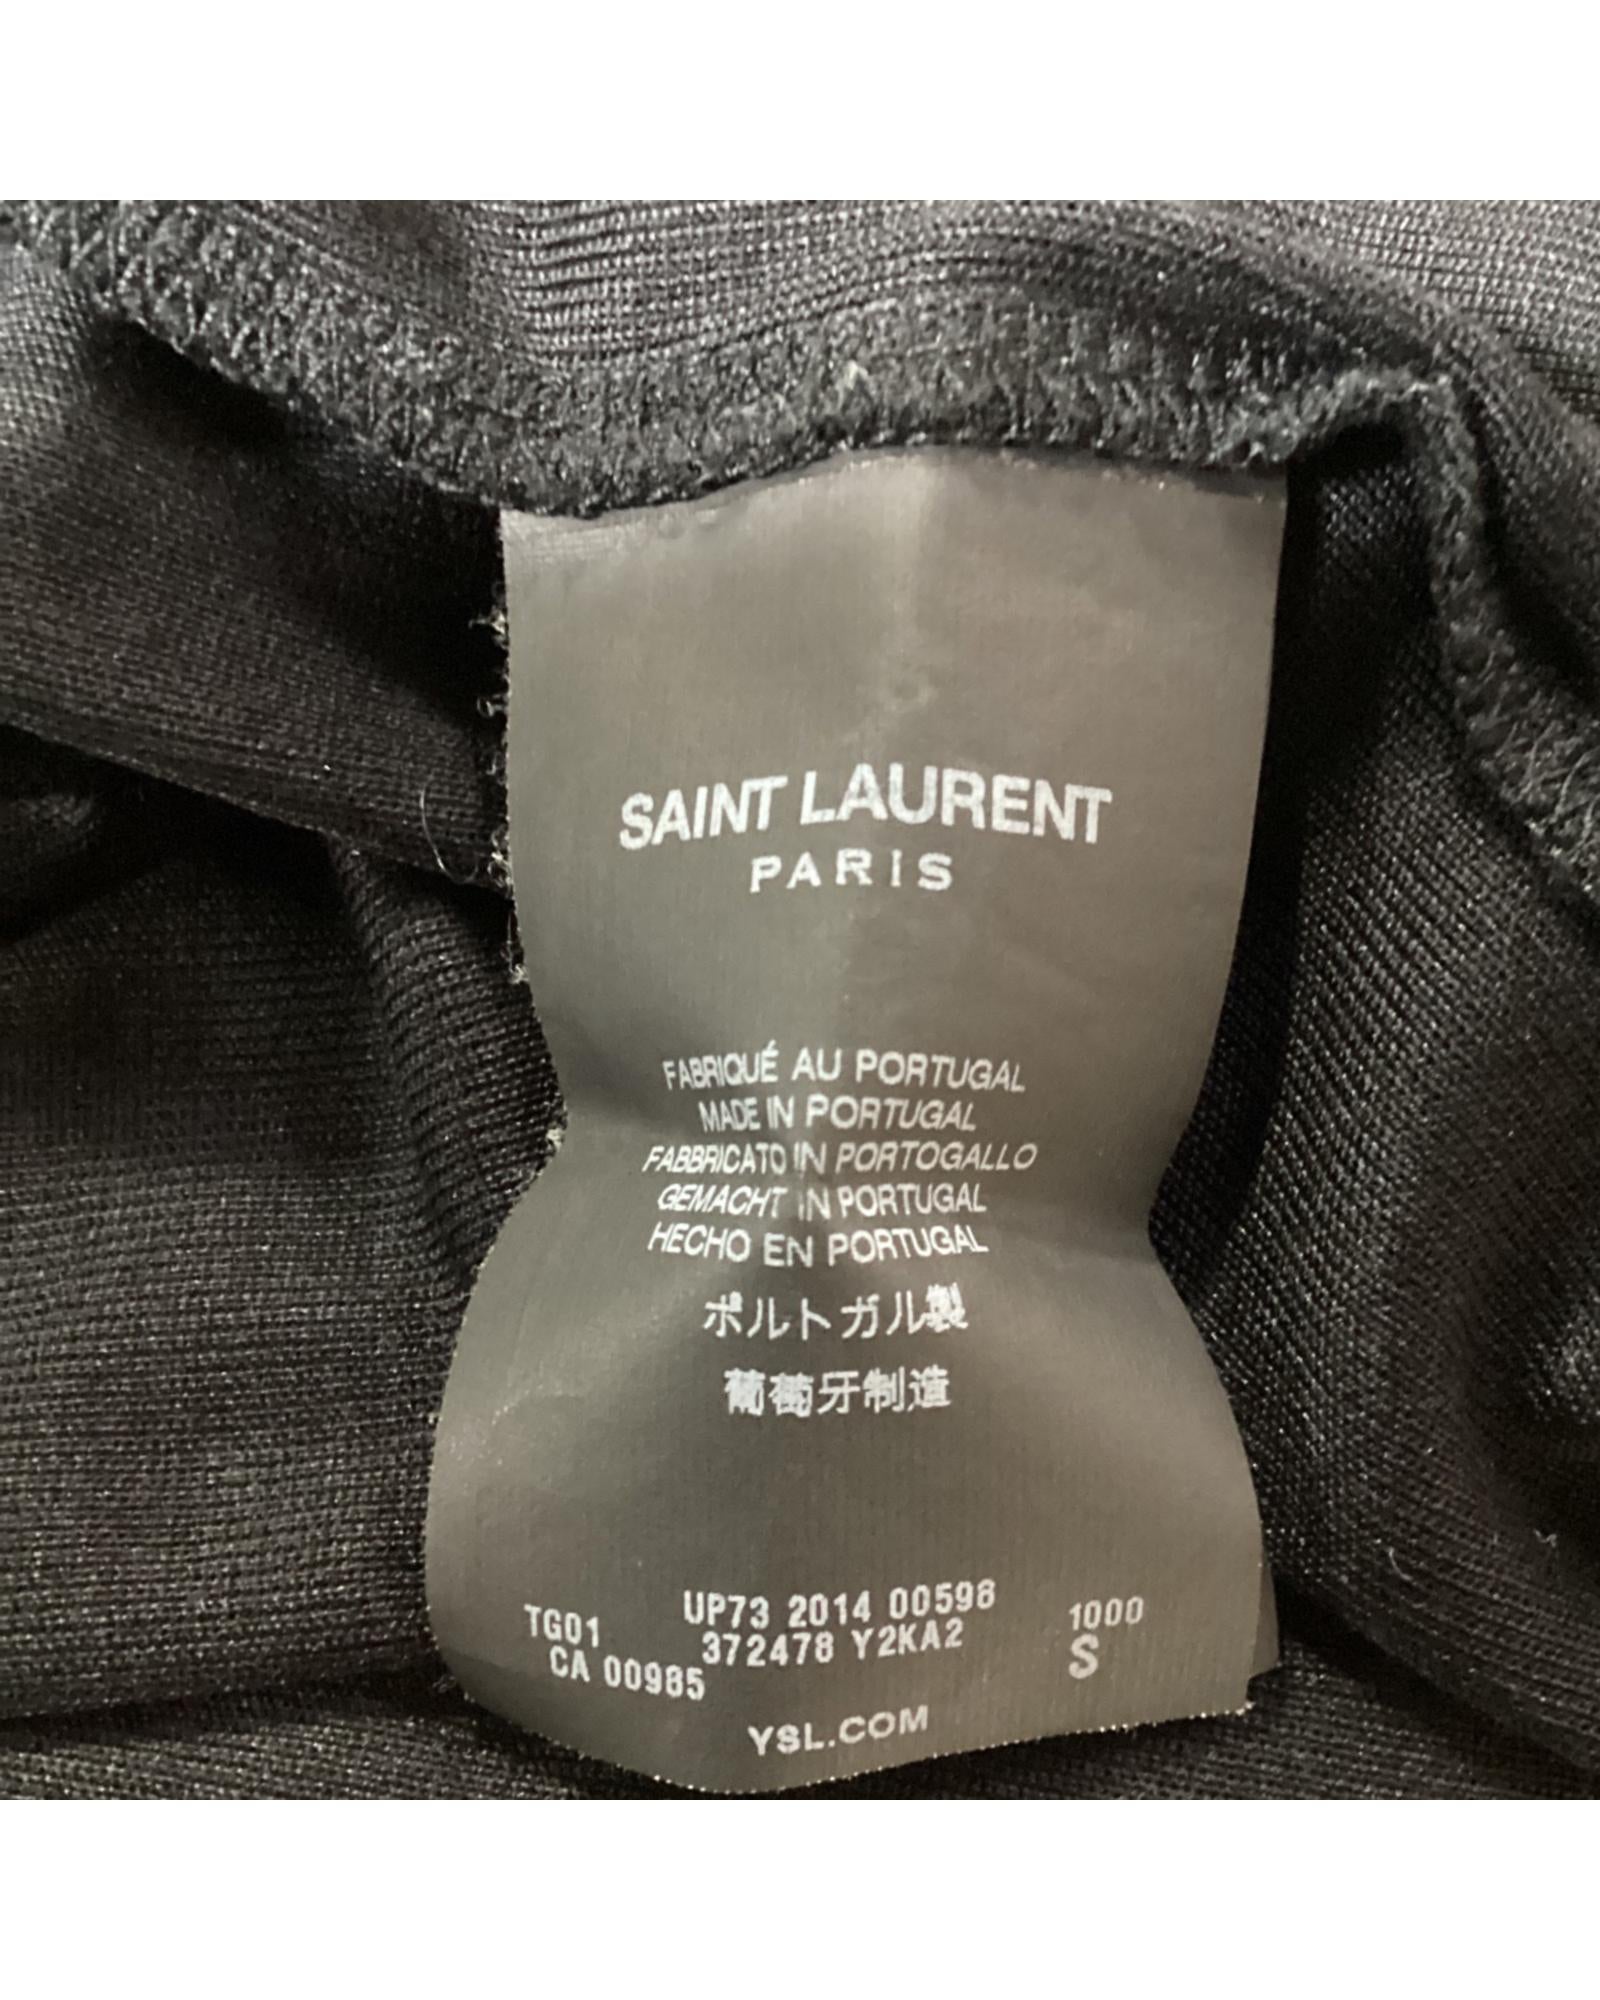 SAINT LAURENT
PARIS
FABRIQUÉ AU PORTUGAL
MADE IN PORTUGAL
FABBRICATO IN PORTOGALLO
GEMACHT IN PORTUGAL
HECHO EN PORTUGAL
ポルトガル製
葡萄牙制造
TG01 UP73 2014 00598 1000
CA 00985 372478 Y2KA2 S
YSL.COM